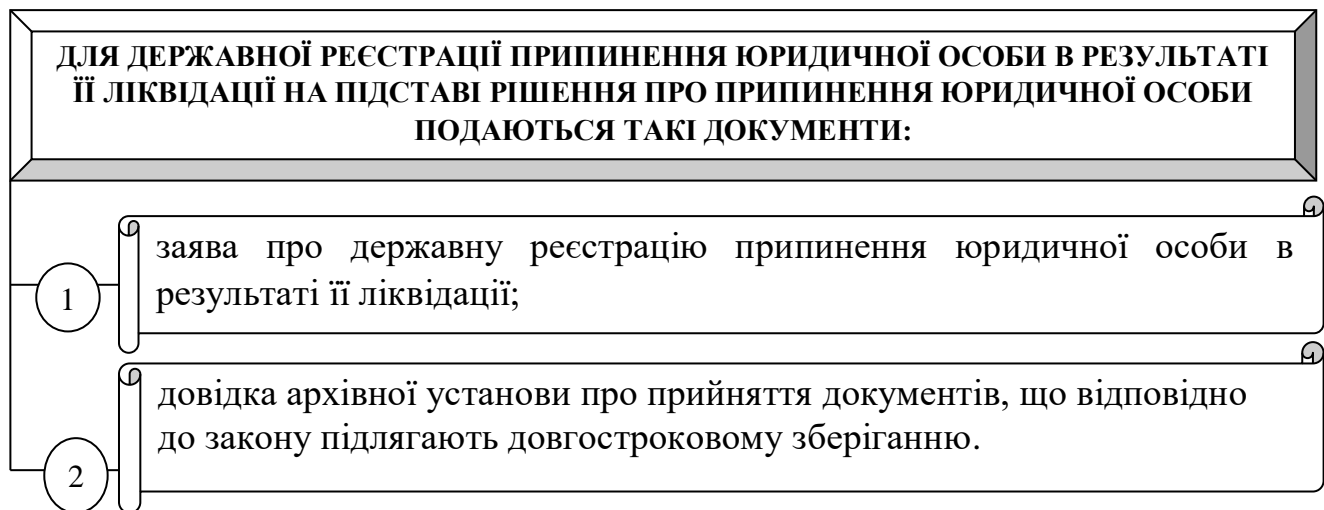 ДЛЯ ДЕРЖАВНОЇ РЕЄСТРАЦІЇ ПРИПИНЕННЯ ЮРИДИЧНОЇ ОСОБИ В РЕЗУЛЬТАТІ
ЇЇ ЛІКВІДАЦІЇ НА ПІДСТАВІ РІШЕННЯ ПРО ПРИПИНЕННЯ ЮРИДИЧНОЇ ОСОБИ
ПОДАЮТЬСЯ ТАКІ ДОКУМЕНТИ:
1
заява про державну реєстрацію припинення юридичної особи в
результаті її ліквідації;
2
довідка архівної установи про прийняття документів, що відповідно
до закону підлягають довгостроковому зберіганню.